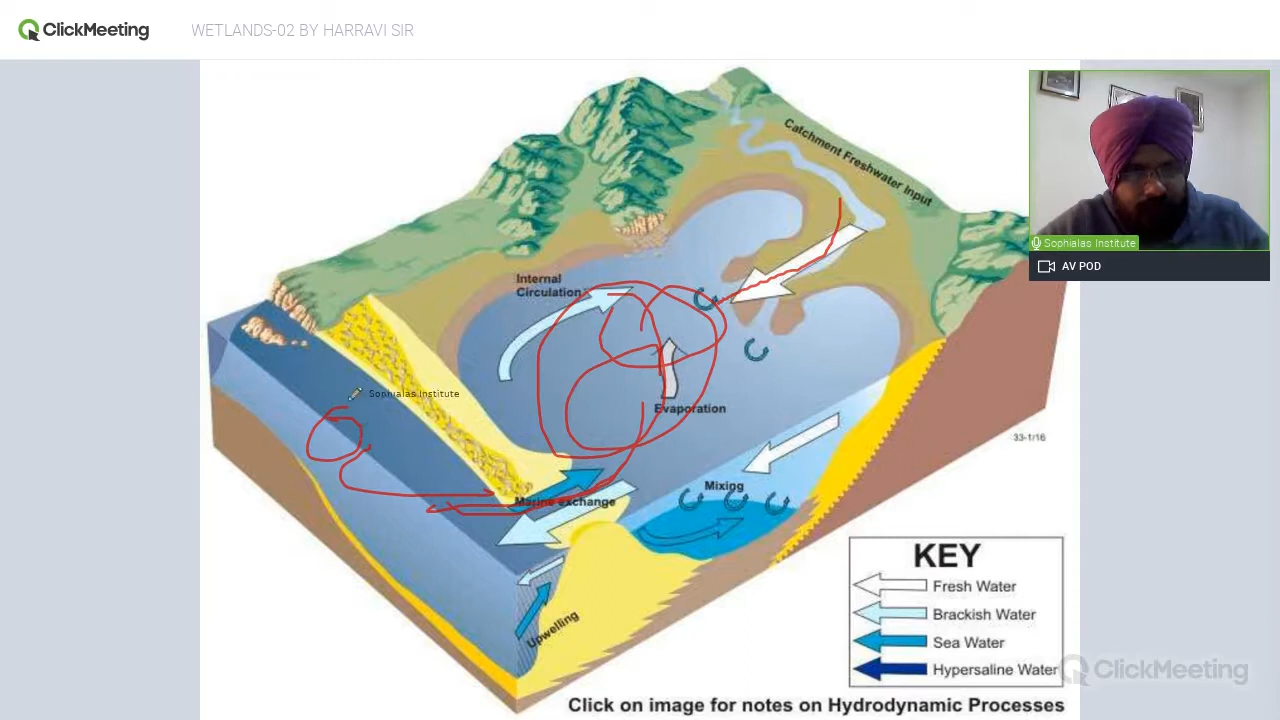 ClickMeeting
WETLANDS-02 BY HARRAVI SIR
Catchment Freshwater Input
Sophialas Institute
AV POD
Internal
Circulation
Sophialas Institute
Evaporation
33-1/16
Mixing
Marine exchange
Upwelling
KEY
Fresh Water
Brackish Water
Sea Water
Hypersaline Water
ClickMeeting
Click on image for notes on Hydrodynamic Processes